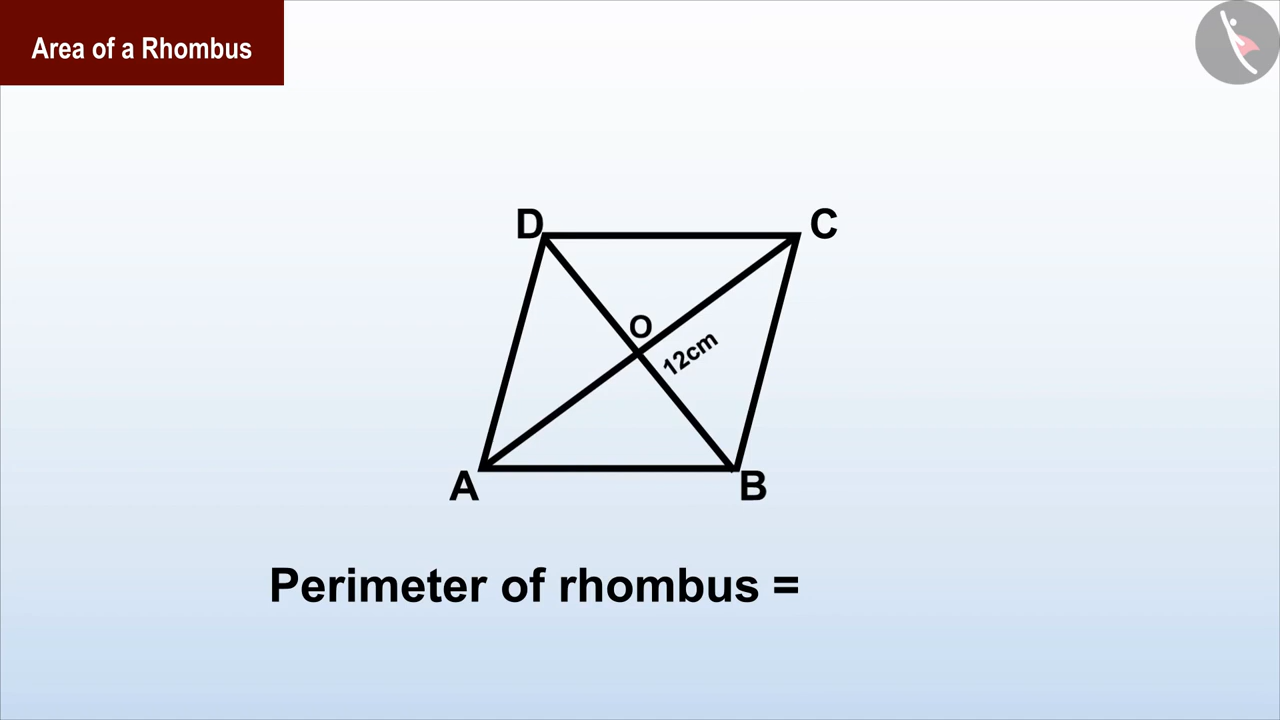 Area of a Rhombus
D
C
O
12cm
A
B
Perimeter of rhombus =